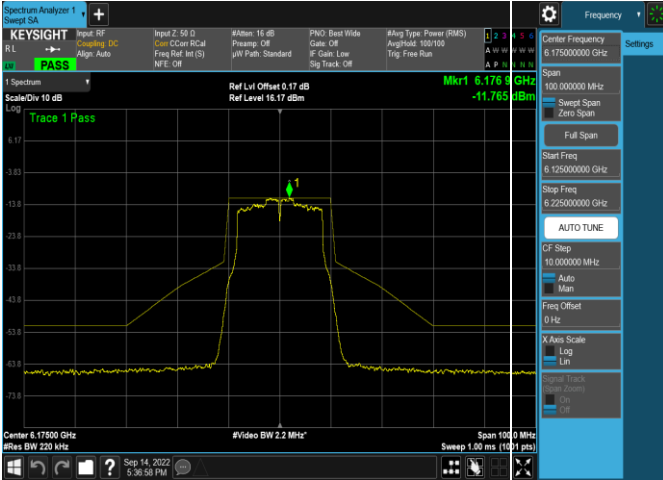 Spectrum Analyzer 1
Swept SA
+
Frequency
KEYSIGHT
Input: RF
Input Z: 50 Ω
#Atten: 16 dB
PNO: Best Wide
#Avg Type: Power (RMS)
1 2 3 4 5 6
RL
Coupling: DC
Corr CCorr RCal
Preamp: Off
Gate: Off
Avg|Hold: 100/100
A W W W W W
Align: Auto
Freq Ref: Int (S)
µW Path: Standard
IF Gain: Low
Trig: Free Run
LW
PASS
NFE: Off
Sig Track: Off
A P N N N N
1 Spectrum
Ref Lvl Offset 0.17 dB
Mkr1 6.176 9 GHz
Scale/Div 10 dB
Ref Level 16.17 dBm
-11.765 dBm
Log
Trace 1 Pass
6.17
-3.83
1
-13.8
-23.8
-33.8
-43.8
-53.8
-63.8
-73.8
Center 6.17500 GHz
#Video BW 2.2 MHz*
Span 100.0 MHz
#Res BW 220 kHz
Sweep 1.00 ms (1001 pts)
Sep 14, 2022
5:36:58 PM
?
Settings
Center Frequency
6.175000000 GHz
Span
100.000000 MHz
Swept Span
Zero Span
Full Span
Start Freq
6.125000000 GHz
Stop Freq
6.225000000 GHz
AUTO TUNE
CF Step
10.000000 MHz
Auto
Man
Freq Offset
0 Hz
X Axis Scale
Log
Lin
Signal Track
(Span Zoom)
On
Off